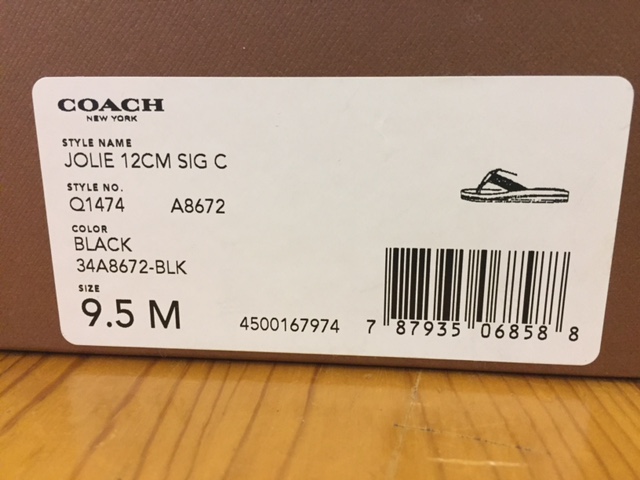 COACH
NEW YORK
STYLE NAME
JOLIE 12CM SIG C
STYLE NO.
Q1474 A8672
COLOR
BLACK
34A8672-BLK
SIZE
9.5 M
4500167974 7 87935 06858 8